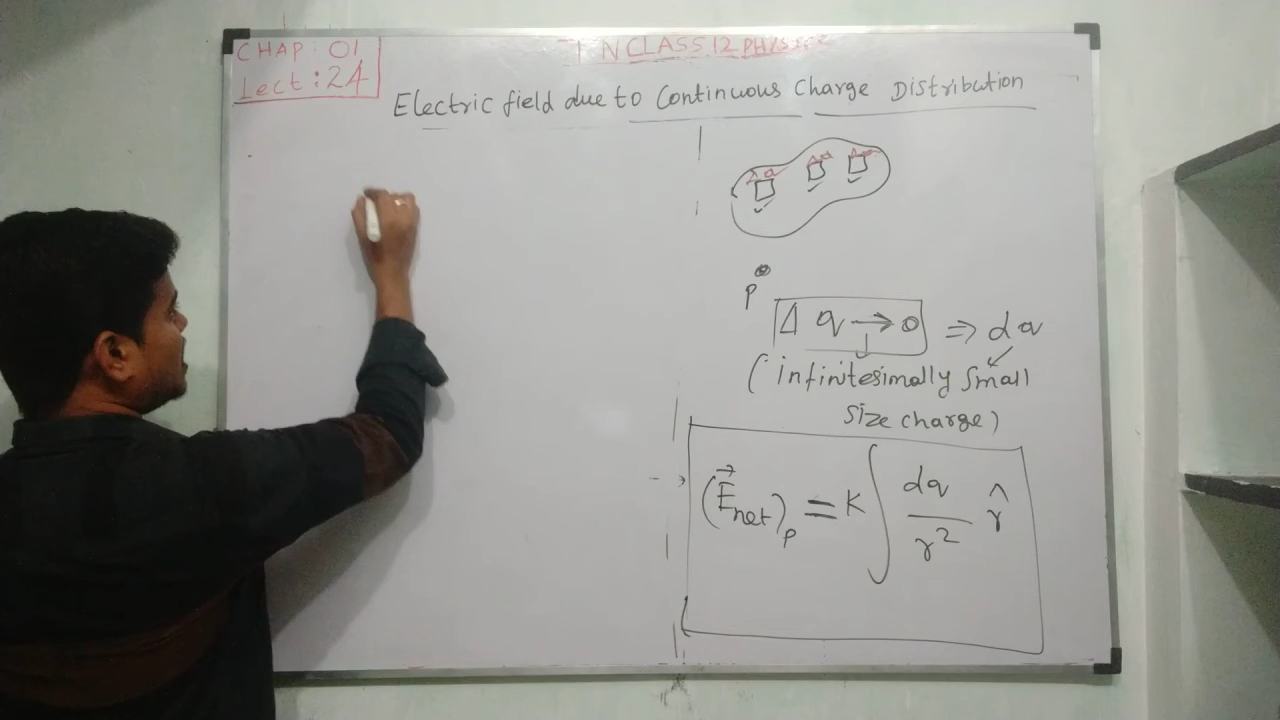 CHAP: 01
Lect: 24
T N CLASS 12 PHYSICS
Electric field due to Continuous Charge Distribution
Δq Δq Δq
P
Δq → 0 ⇒ dq
(infinitesimally small
size charge)
(E⃗net)p = K ∫ dq/r² r̂